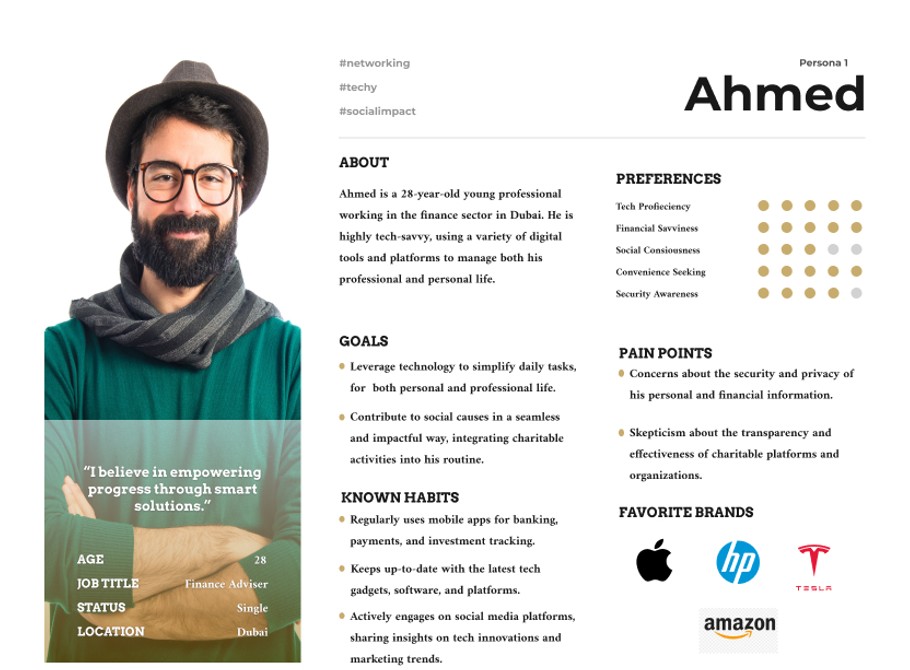 #networking
#techy
#socialimpact
Persona 1
Ahmed
ABOUT
Ahmed is a 28-year-old young professional
working in the finance sector in Dubai. He is
highly tech-savvy, using a variety of digital
tools and platforms to manage both his
professional and personal life.
GOALS
Leverage technology to simplify daily tasks,
for both personal and professional life.
Contribute to social causes in a seamless
and impactful way, integrating charitable
activities into his routine.
KNOWN HABITS
Regularly uses mobile apps for banking,
payments, and investment tracking.
Keeps up-to-date with the latest tech
gadgets, software, and platforms.
Actively engages on social media platforms,
sharing insights on tech innovations and
marketing trends.
PREFERENCES
Tech Profieciency
Financial Savviness
Social Consiousness
Convenience Seeking
Security Awareness
PAIN POINTS
Concerns about the security and privacy of
his personal and financial information.
Skepticism about the transparency and
effectiveness of charitable platforms and
organizations.
FAVORITE BRANDS
hp
TESLA
amazon
"I believe in empowering
progress through smart
solutions."
AGE 28
JOB TITLE Finance Adviser
STATUS Single
LOCATION Dubai